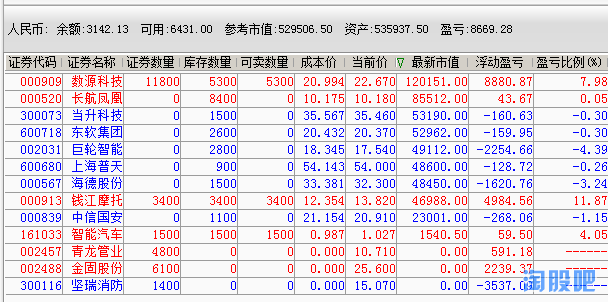 人民币: 余额:3142.13 可用:6431.00 参考市值:529506.50 资产:535937.50 盈亏:8669.28
证券代码 证券名称 证券数量 库存数量 可卖数量 成本价 当前价 最新市值 浮动盈亏 盈亏比例(%)
000909 数源科技 11800 5300 5300 20.994 22.670 120151.00 8880.87 7.98
000520 长航凤凰 0 8400 0 10.175 10.180 85512.00 43.67 0.05
300073 当升科技 0 1500 0 35.567 35.460 53190.00 -160.63 -0.30
600718 东软集团 0 2600 0 20.432 20.370 52962.00 -159.95 -0.30
002031 巨轮智能 0 2800 0 18.345 17.540 49112.00 -2254.66 -4.39
600680 上海普天 0 900 0 54.143 54.000 48600.00 -128.72 -0.26
000567 海德股份 0 1500 0 33.381 32.300 48450.00 -1620.76 -3.24
000913 钱江摩托 3400 3400 3400 12.354 13.820 46988.00 4984.56 11.87
000839 中信国安 0 1100 0 21.154 20.910 23001.00 -268.06 -1.15
161033 智能汽车 1500 1500 1500 0.987 1.027 1540.50 59.50 4.05
002457 青龙管业 4800 0 0 0.000 10.710 0.00 591.18 ------
002488 金固股份 6100 0 0 0.000 25.600 0.00 2239.37 ------
300116 坚瑞消防 1400 0 0 0.000 15.070 0.00 -3537.09 ------
淘股吧